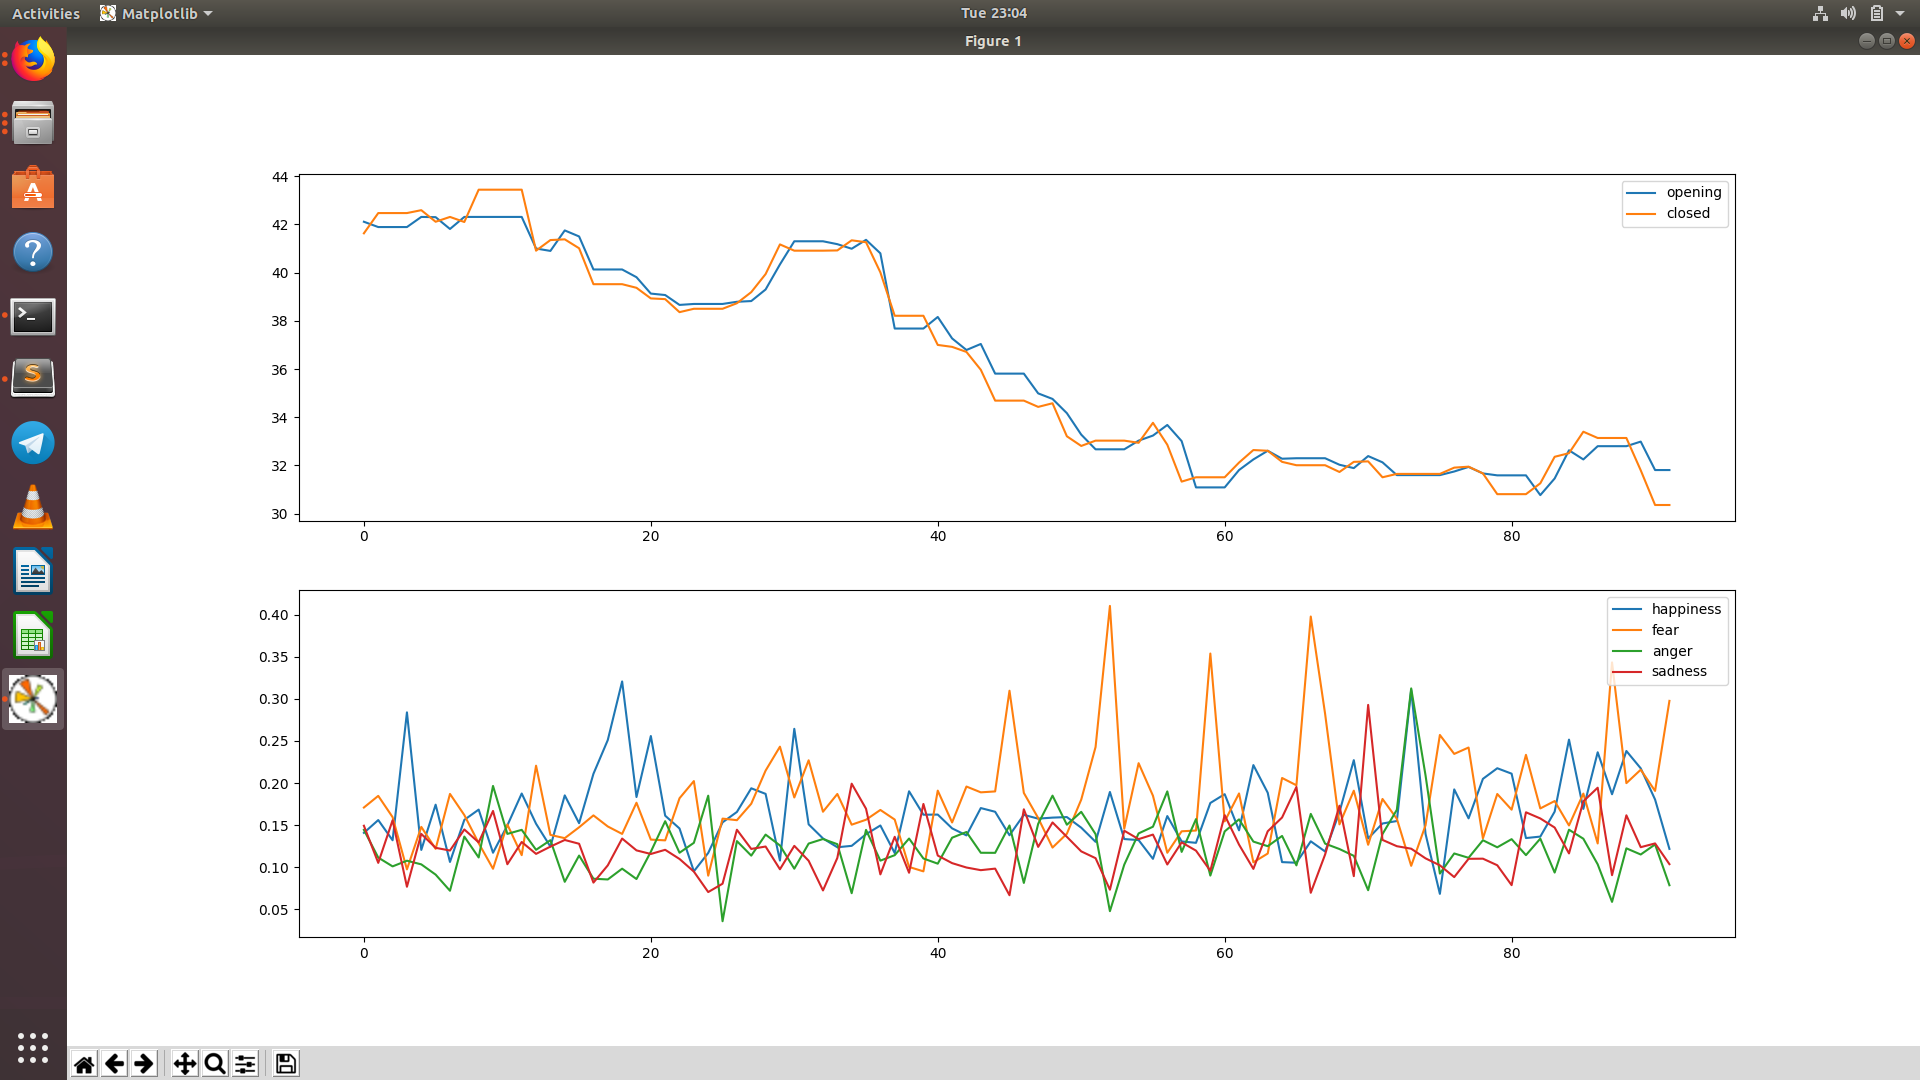 Activities Matplotlib Tue 23:04
Figure 1
44
42
40
38
36
34
32
30
0 20 40 60 80
opening
closed
0.40
0.35
0.30
0.25
0.20
0.15
0.10
0.05
0 20 40 60 80
happiness
fear
anger
sadness